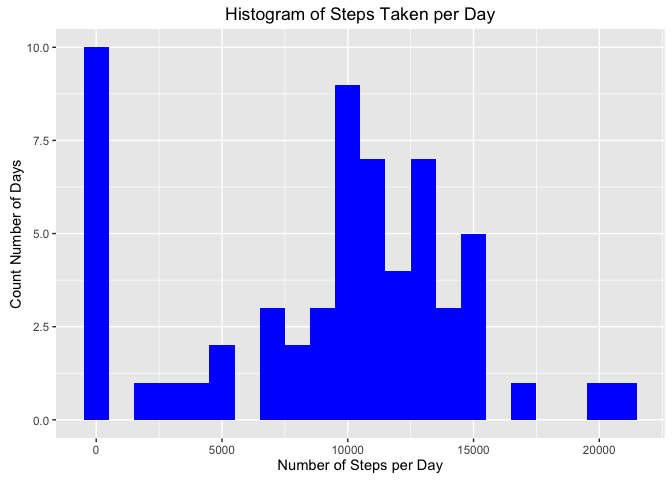 Histogram of Steps Taken per Day
10.0
7.5
5.0
2.5
0.0
Count Number of Days
0 5000 10000 15000 20000
Number of Steps per Day